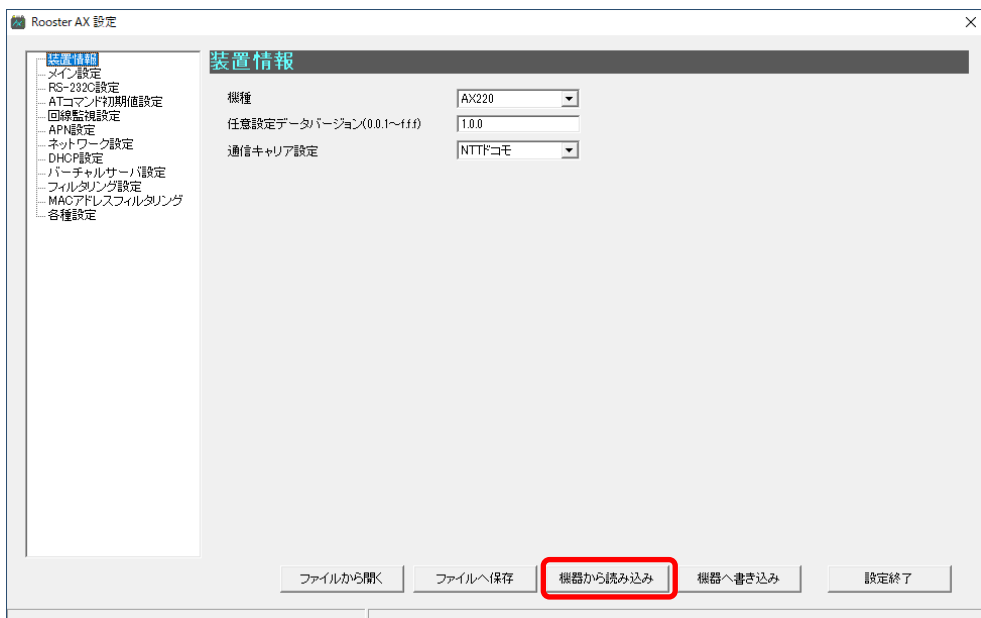 Rooster AX 設定
装置情報
メイン設定
RS-232C設定
ATコマンド初期値設定
回線監視設定
APN設定
ネットワーク設定
DHCP設定
バーチャルサーバ設定
フィルタリング設定
MACアドレスフィルタリング
各種設定
装置情報
機種 AX220
任意設定データバージョン(0.0.1～f.f.f) 1.0.0
通信キャリア設定 NTTドコモ
ファイルから開く ファイルへ保存 機器から読み込み 機器へ書き込み 設定終了